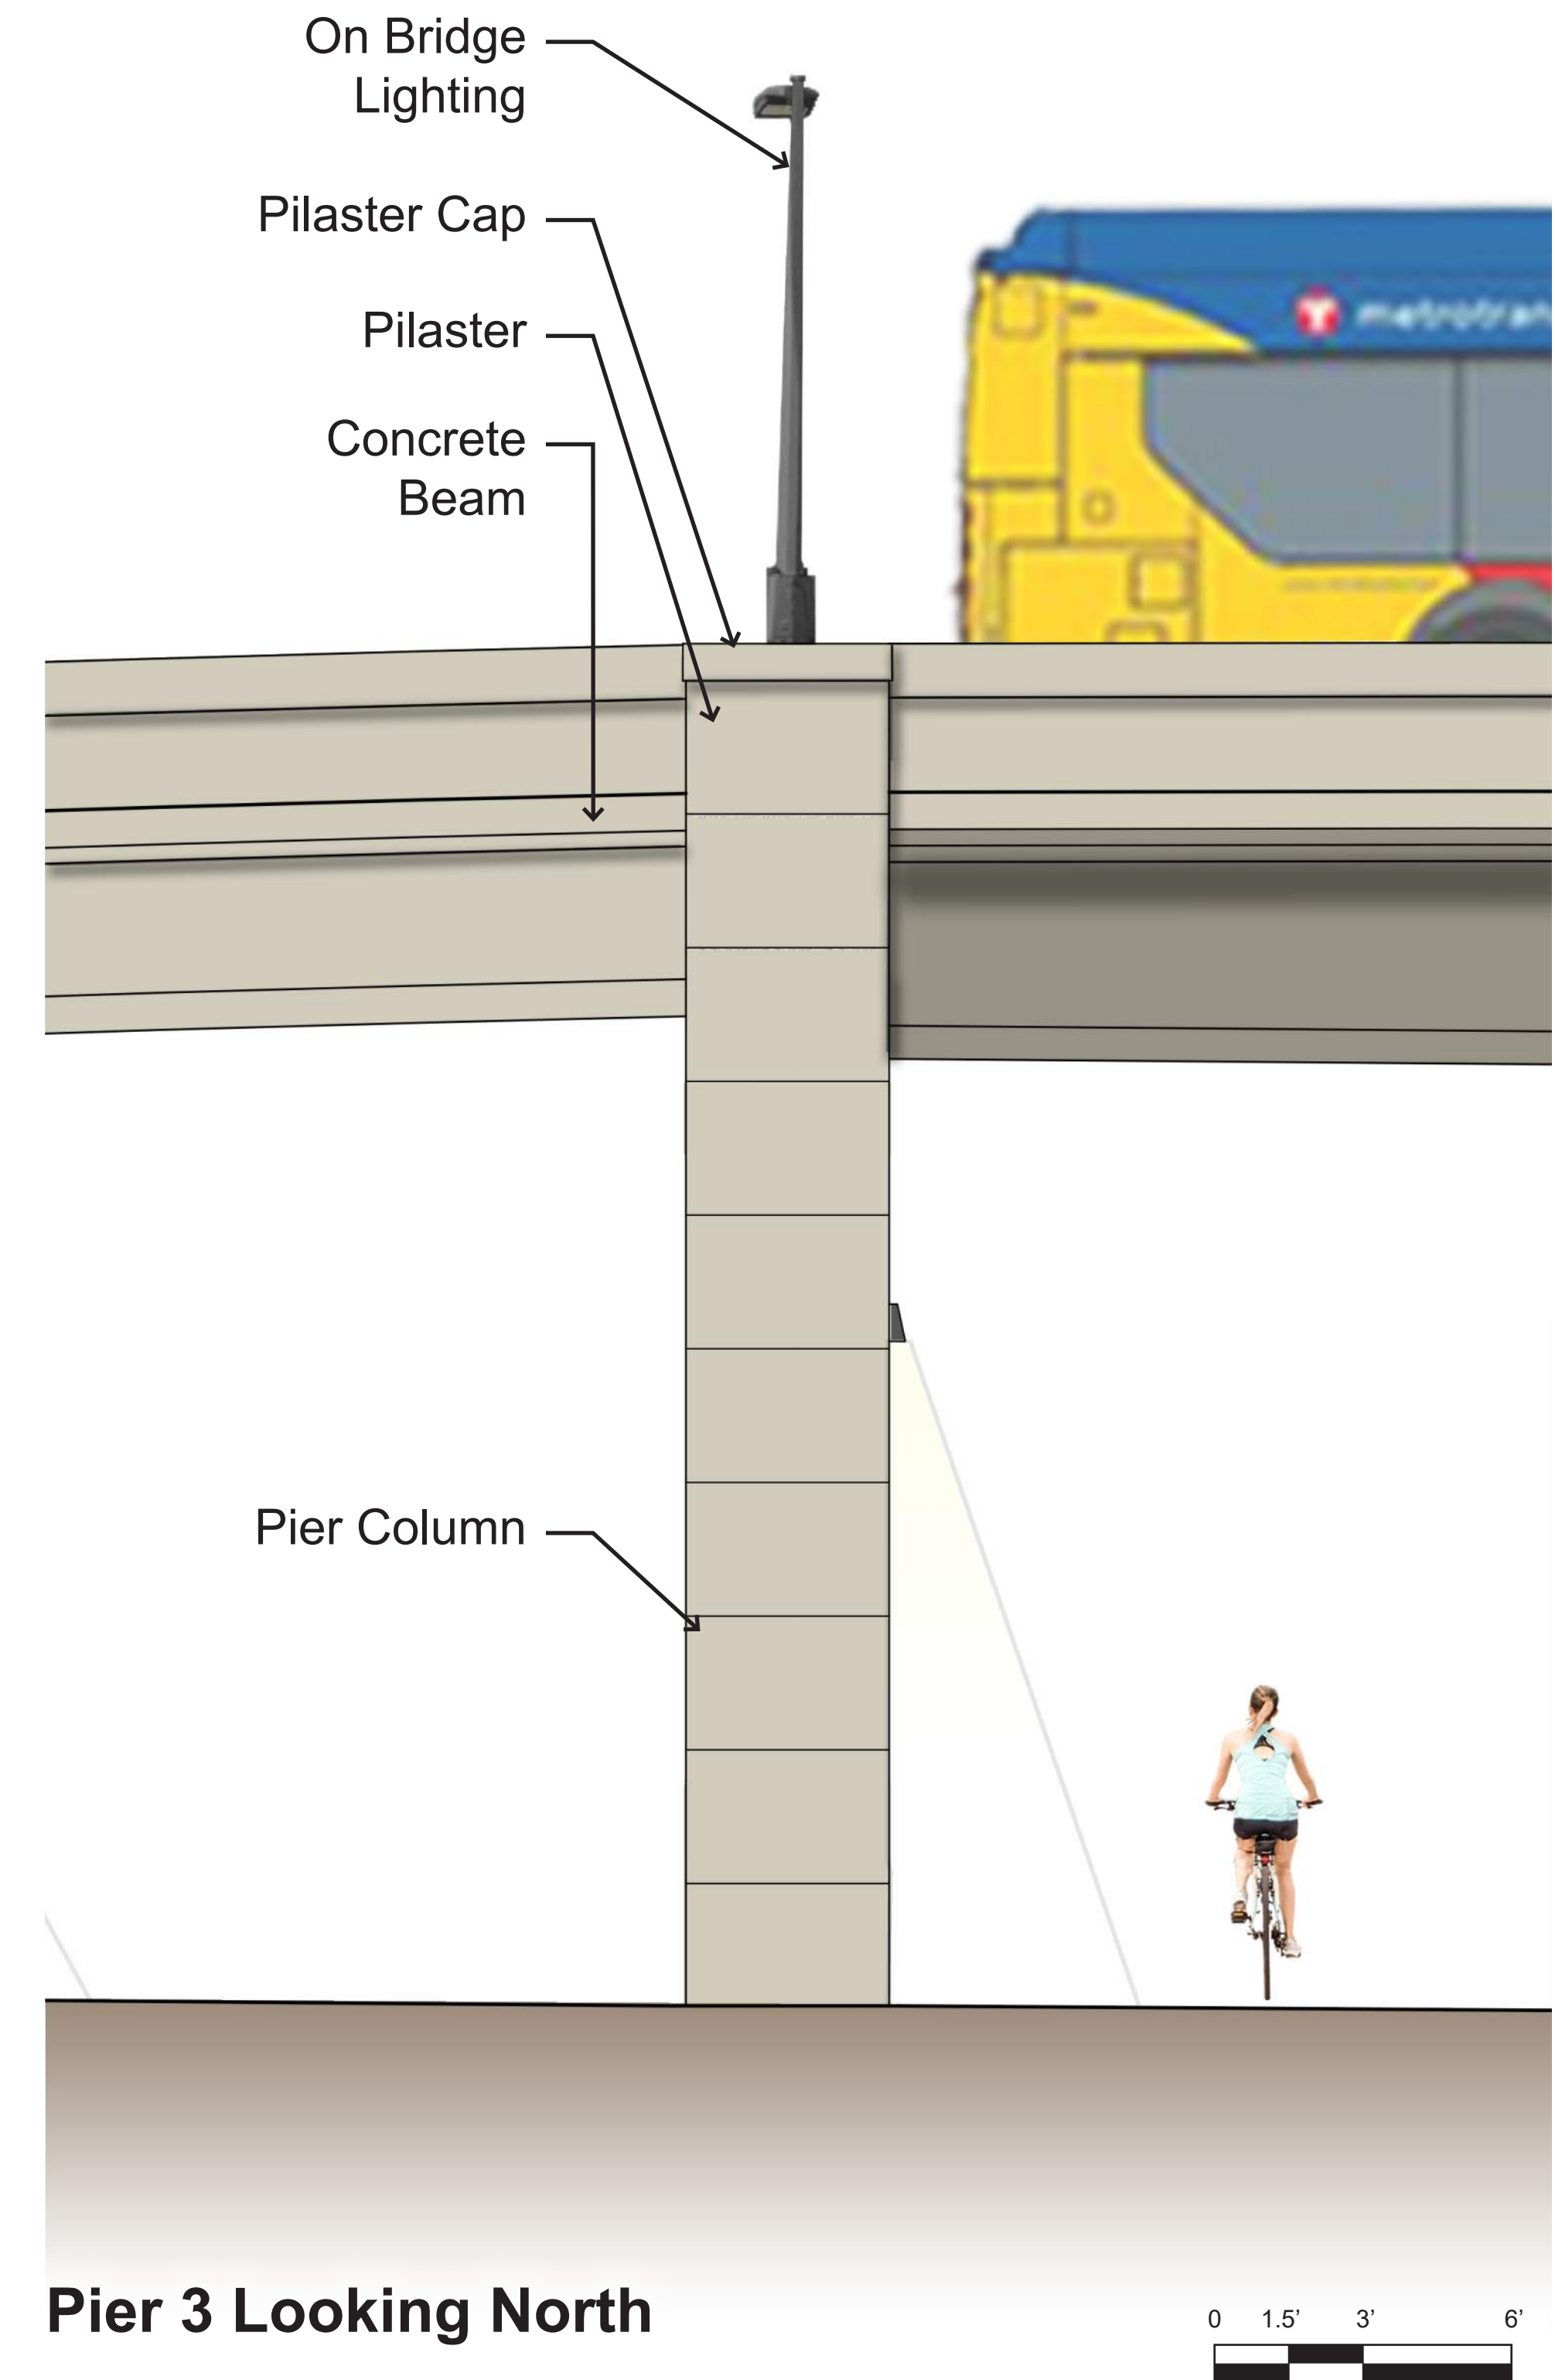 On Bridge
Lighting
Pilaster Cap
Pilaster
metrotran
Concrete
Beam
Pier Column
Pier 3 Looking North
0 1.5’ 3’ 6’